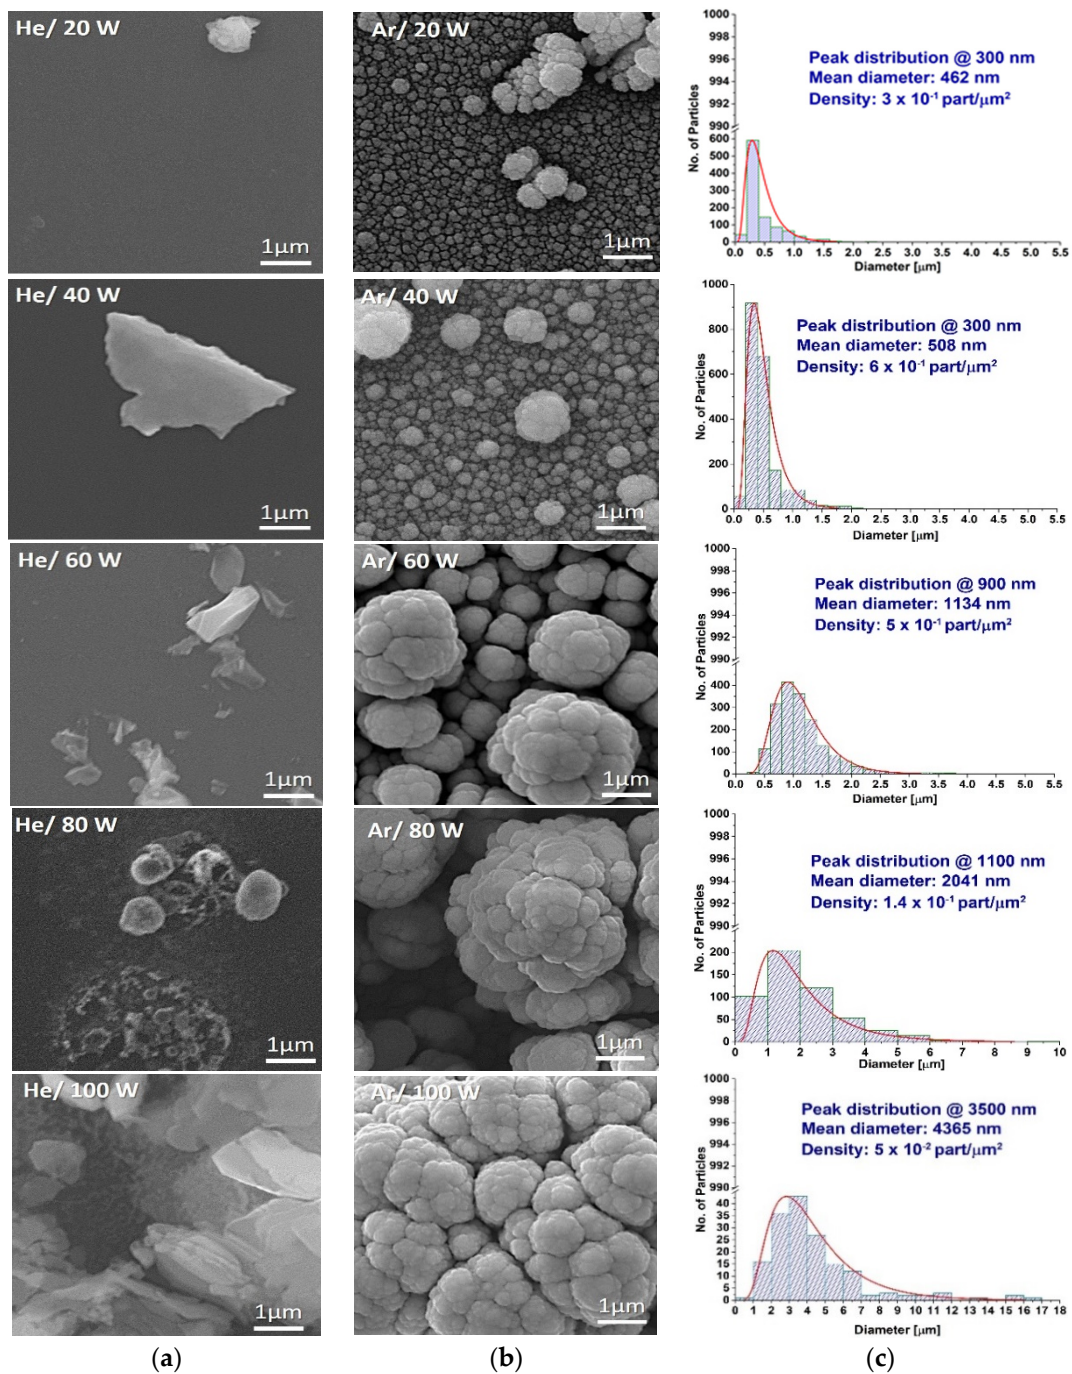 He/ 20 W
1µm
Ar/ 20 W
1µm
1000
998
996
994
992
990
600
500
400
300
200
100
0
No. of Particles
Peak distribution @ 300 nm
Mean diameter: 462 nm
Density: 3 x 10⁻¹ part/µm²
0.0 0.5 1.0 1.5 2.0 2.5 3.0 3.5 4.0 4.5 5.0 5.5
Diameter [µm]
He/ 40 W
1µm
Ar/ 40 W
1µm
1000
800
600
400
200
0
No. of Particles
Peak distribution @ 300 nm
Mean diameter: 508 nm
Density: 6 x 10⁻¹ part/µm²
0.0 0.5 1.0 1.5 2.0 2.5 3.0 3.5 4.0 4.5 5.0 5.5
Diameter [µm]
He/ 60 W
1µm
Ar/ 60 W
1µm
1000
998
996
994
992
990
400
300
200
100
0
No. of Particles
Peak distribution @ 900 nm
Mean diameter: 1134 nm
Density: 5 x 10⁻¹ part/µm²
0.0 0.5 1.0 1.5 2.0 2.5 3.0 3.5 4.0 4.5 5.0 5.5
Diameter [µm]
He/ 80 W
1µm
Ar/ 80 W
1µm
1000
998
996
994
992
990
200
150
100
50
0
No. of Particles
Peak distribution @ 1100 nm
Mean diameter: 2041 nm
Density: 1.4 x 10⁻¹ part/µm²
0 1 2 3 4 5 6 7 8 9 10
Diameter [µm]
He/ 100 W
1µm
Ar/ 100 W
1µm
1000
998
996
994
992
990
40
35
30
25
20
15
10
5
0
No. of Particles
Peak distribution @ 3500 nm
Mean diameter: 4365 nm
Density: 5 x 10⁻² part/µm²
0 1 2 3 4 5 6 7 8 9 10 11 12 13 14 15 16 17 18
Diameter [µm]
(a)
(b)
(c)